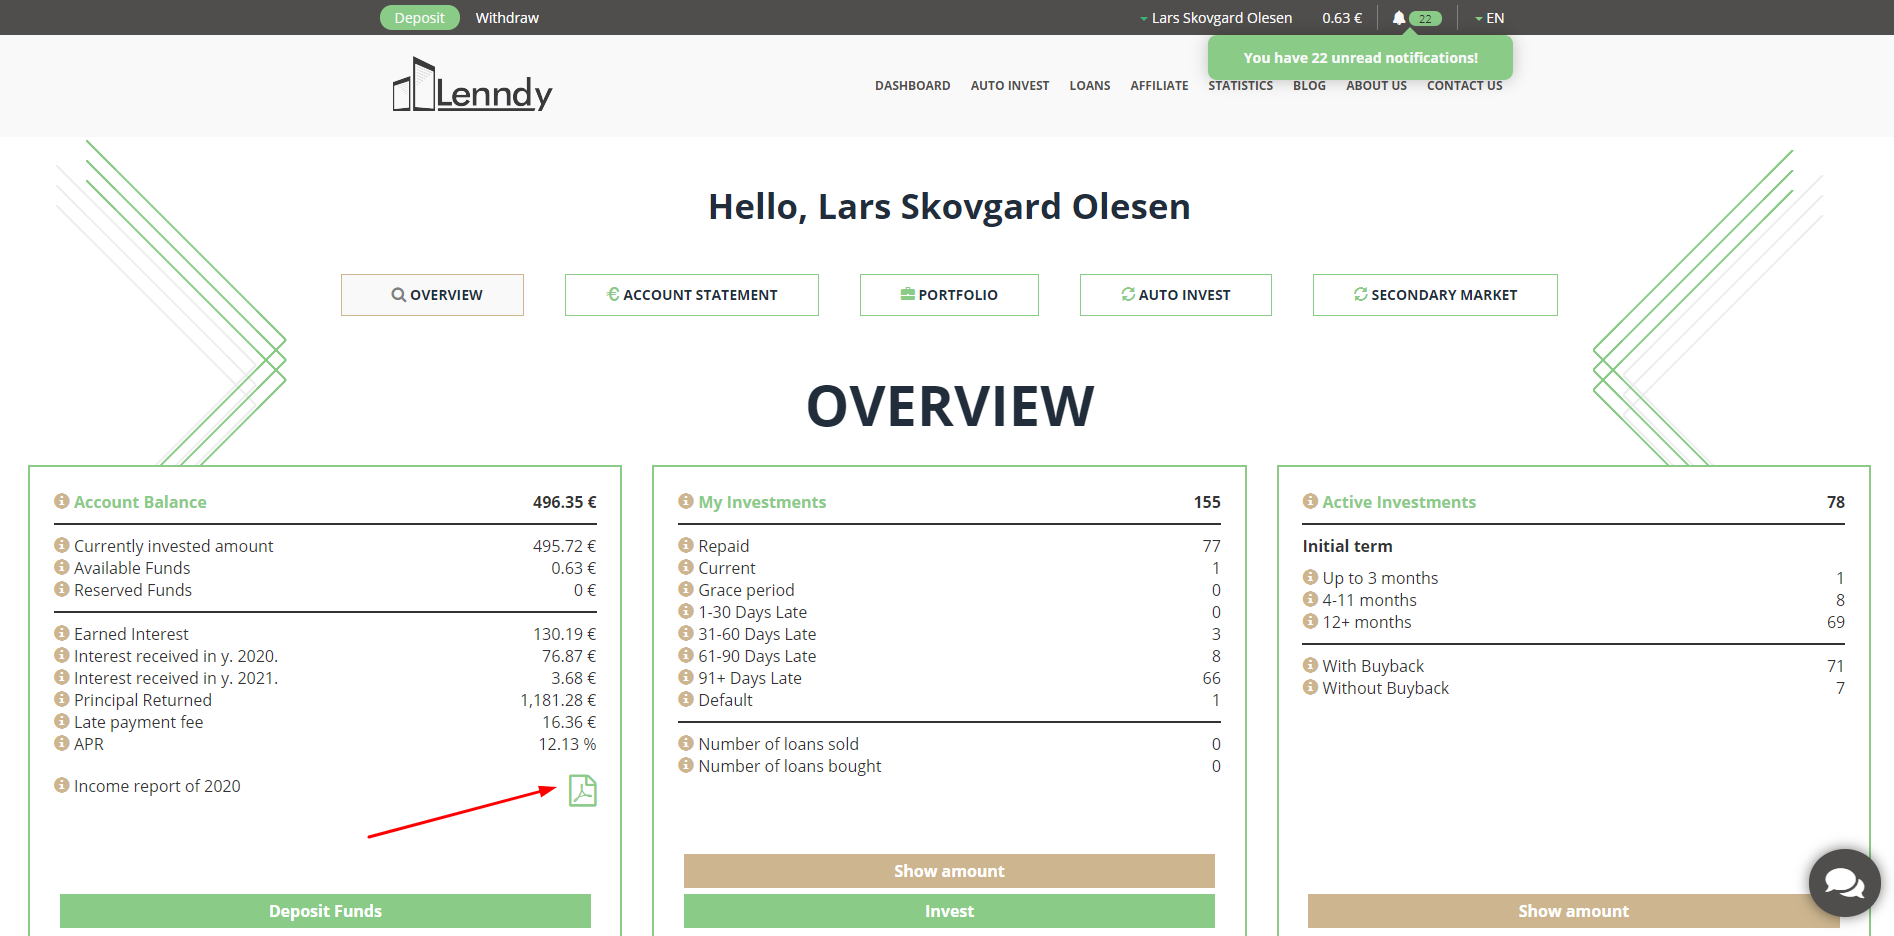 Deposit Withdraw Lars Skovgard Olesen 0.63 € 22 EN
You have 22 unread notifications!
Lenndy
DASHBOARD AUTO INVEST LOANS AFFILIATE STATISTICS BLOG ABOUT US CONTACT US
Hello, Lars Skovgard Olesen
OVERVIEW € ACCOUNT STATEMENT PORTFOLIO AUTO INVEST SECONDARY MARKET
OVERVIEW
Account Balance 496.35 €
Currently invested amount 495.72 €
Available Funds 0.63 €
Reserved Funds 0 €
Earned Interest 130.19 €
Interest received in y. 2020. 76.87 €
Interest received in y. 2021. 3.68 €
Principal Returned 1,181.28 €
Late payment fee 16.36 €
APR 12.13 %
Income report of 2020
Deposit Funds
My Investments 155
Repaid 77
Current 1
Grace period 0
1-30 Days Late 0
31-60 Days Late 3
61-90 Days Late 8
91+ Days Late 66
Default 1
Number of loans sold 0
Number of loans bought 0
Show amount
Invest
Active Investments 78
Initial term
Up to 3 months 1
4-11 months 8
12+ months 69
With Buyback 71
Without Buyback 7
Show amount